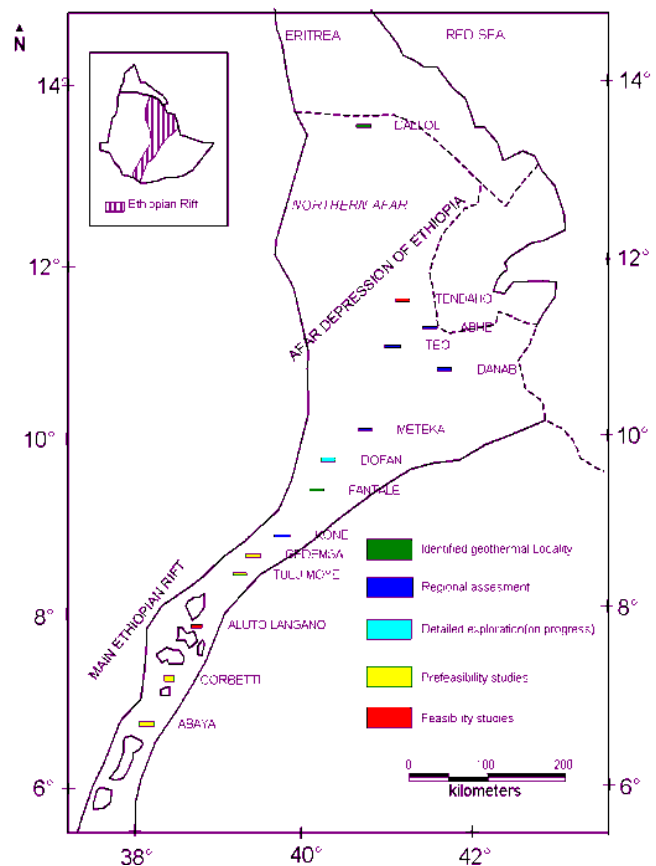 N
ERITREA
RED SEA
14°
14°
DALLOL
NORTHERN AFAR
Ethiopian Rift
AFAR DEPRESSION OF ETHIOPIA
12°
12°
TENDAHO
ABHE
TEO
DANAB
10°
10°
METEKA
DOFAN
FANTALE
KONE
GEDEMSA
TULU MOYE
MAIN ETHIOPIAN RIFT
8°
8°
ALUTO LANGANO
CORBETTI
ABAYA
6°
6°
Identified geothermal Locality
Regional assesment
Detailed exploration(on progress)
Prefeasibility studies
Feasibility studies
100 0 100 200
kilometers
38° 40° 42°